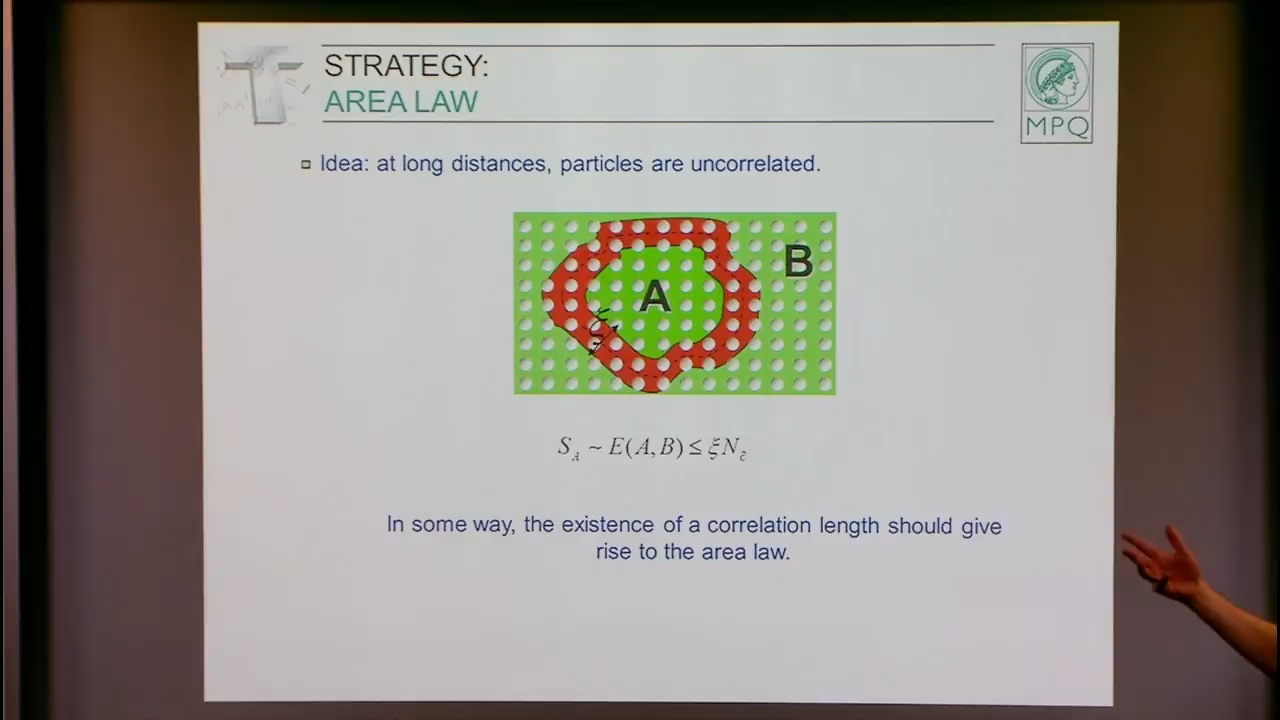 STRATEGY:
AREA LAW
MPQ
Idea: at long distances, particles are uncorrelated.
B
A
ξ
S_A ~ E(A,B) ≤ ξN_∂
In some way, the existence of a correlation length should give
rise to the area law.